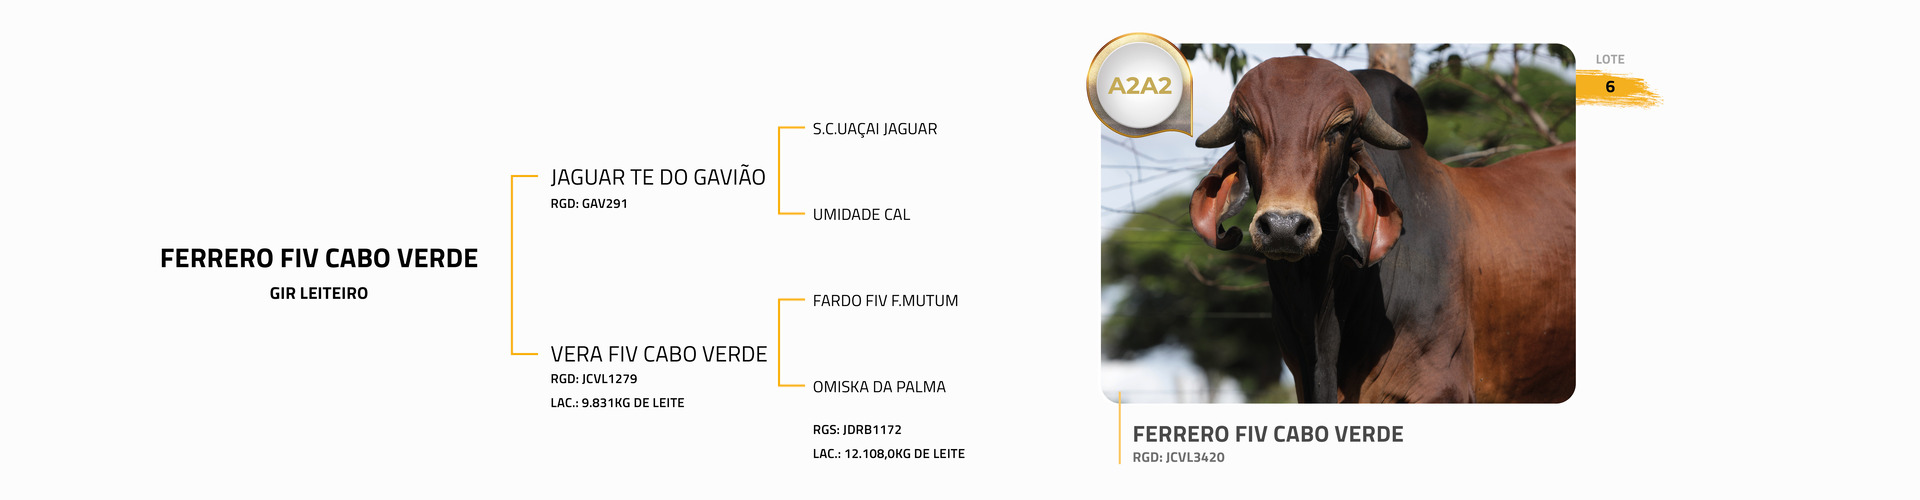 FERRERO FIV CABO VERDE
GIR LEITEIRO
JAGUAR TE DO GAVIÃO
RGD: GAV291
VERA FIV CABO VERDE
RGD: JCVL1279
LAC.: 9.831KG DE LEITE
S.C.UAÇAI JAGUAR
UMIDADE CAL
FARDO FIV F.MUTUM
OMISKA DA PALMA
RGS: JDRB1172
LAC.: 12.108,0KG DE LEITE
A2A2
LOTE
6
FERRERO FIV CABO VERDE
RGD: JCVL3420